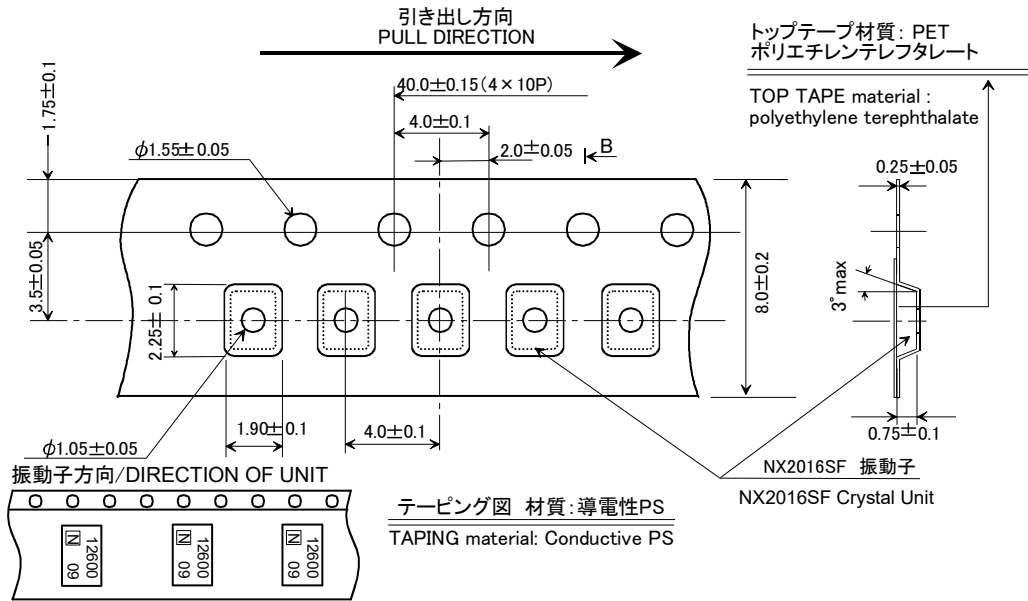 引き出し方向
PULL DIRECTION
トップテープ材質: PET
ポリエチレンテレフタレート
TOP TAPE material :
polyethylene terephthalate
1.75±0.1
40.0±0.15(4×10P)
4.0±0.1
φ1.55±0.05
2.0±0.05
B
0.25±0.05
3.5±0.05
2.25±0.1
8.0±0.2
3°max
φ1.05±0.05
1.90±0.1
4.0±0.1
0.75±0.1
振動子方向/DIRECTION OF UNIT
NX2016SF 振動子
NX2016SF Crystal Unit
テーピング図 材質:導電性PS
TAPING material: Conductive PS
12600
N 09
12600
N 09
12600
N 09